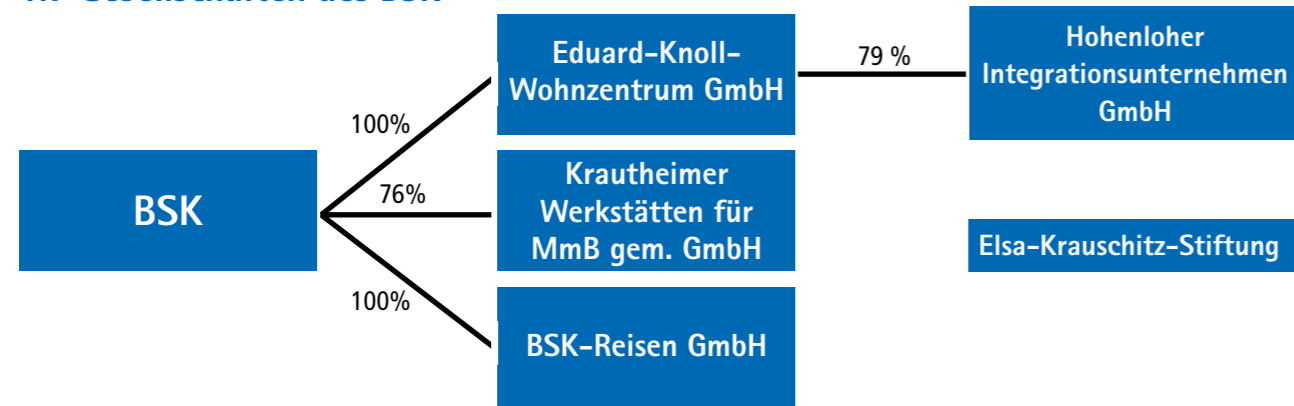 BSK
100%
76%
100%
Eduard-Knoll-
Wohnzentrum GmbH
Krautheimer
Werkstätten für
MmB gem. GmbH
BSK-Reisen GmbH
79 %
Hohenloher
Integrationsunternehmen
GmbH
Elsa-Krauschitz-Stiftung